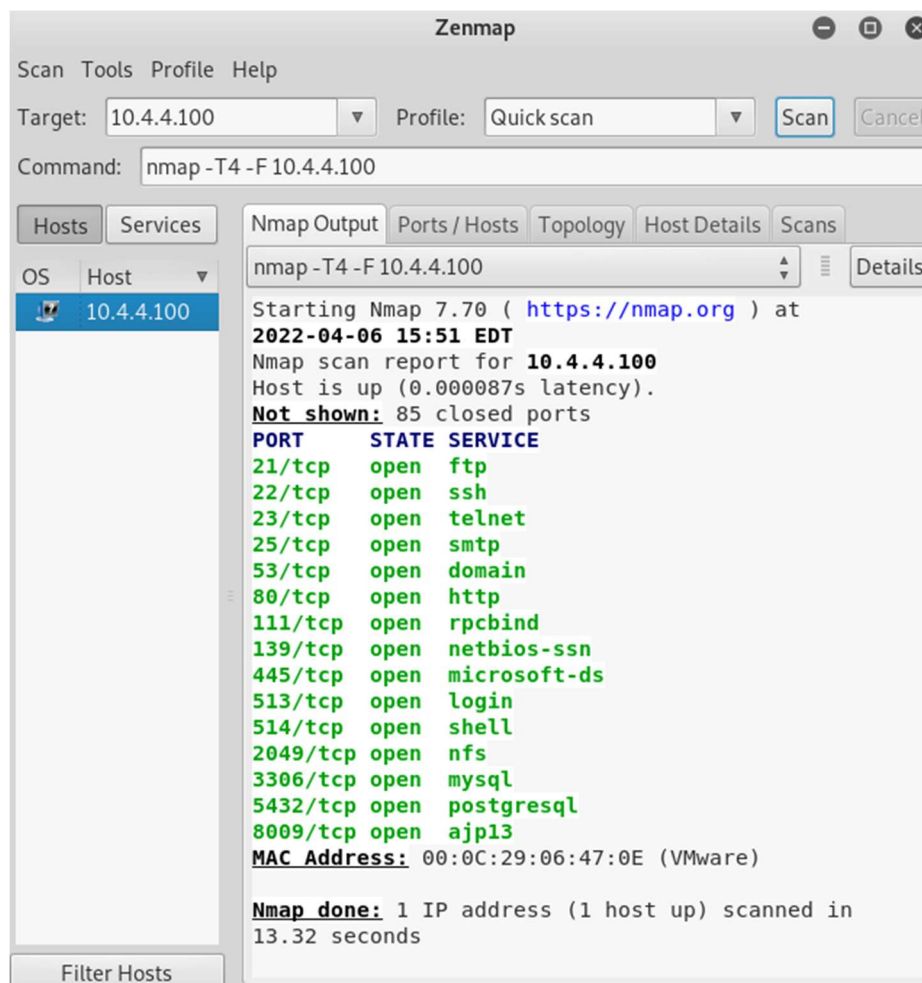 Zenmap
Scan Tools Profile Help
Target: 10.4.4.100 Profile: Quick scan Scan Cancel
Command: nmap -T4 -F 10.4.4.100
Hosts Services
Nmap Output Ports / Hosts Topology Host Details Scans
OS Host
nmap -T4 -F 10.4.4.100 Details
10.4.4.100
Starting Nmap 7.70 ( https://nmap.org ) at
2022-04-06 15:51 EDT
Nmap scan report for 10.4.4.100
Host is up (0.000087s latency).
Not shown: 85 closed ports
PORT STATE SERVICE
21/tcp open ftp
22/tcp open ssh
23/tcp open telnet
25/tcp open smtp
53/tcp open domain
80/tcp open http
111/tcp open rpcbind
139/tcp open netbios-ssn
445/tcp open microsoft-ds
513/tcp open login
514/tcp open shell
2049/tcp open nfs
3306/tcp open mysql
5432/tcp open postgresql
8009/tcp open ajp13
MAC Address: 00:0C:29:06:47:0E (VMware)
Nmap done: 1 IP address (1 host up) scanned in
13.32 seconds
Filter Hosts